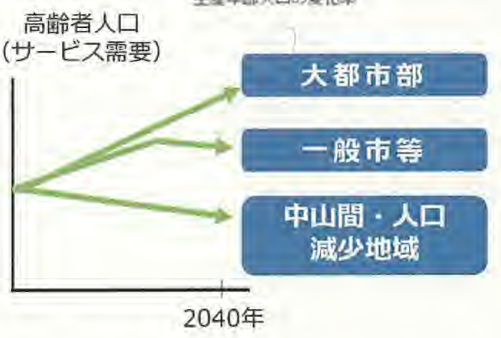 高齢者人口
(サービス需要)
大都市部
一般市等
中山間・人口
減少地域
2040年